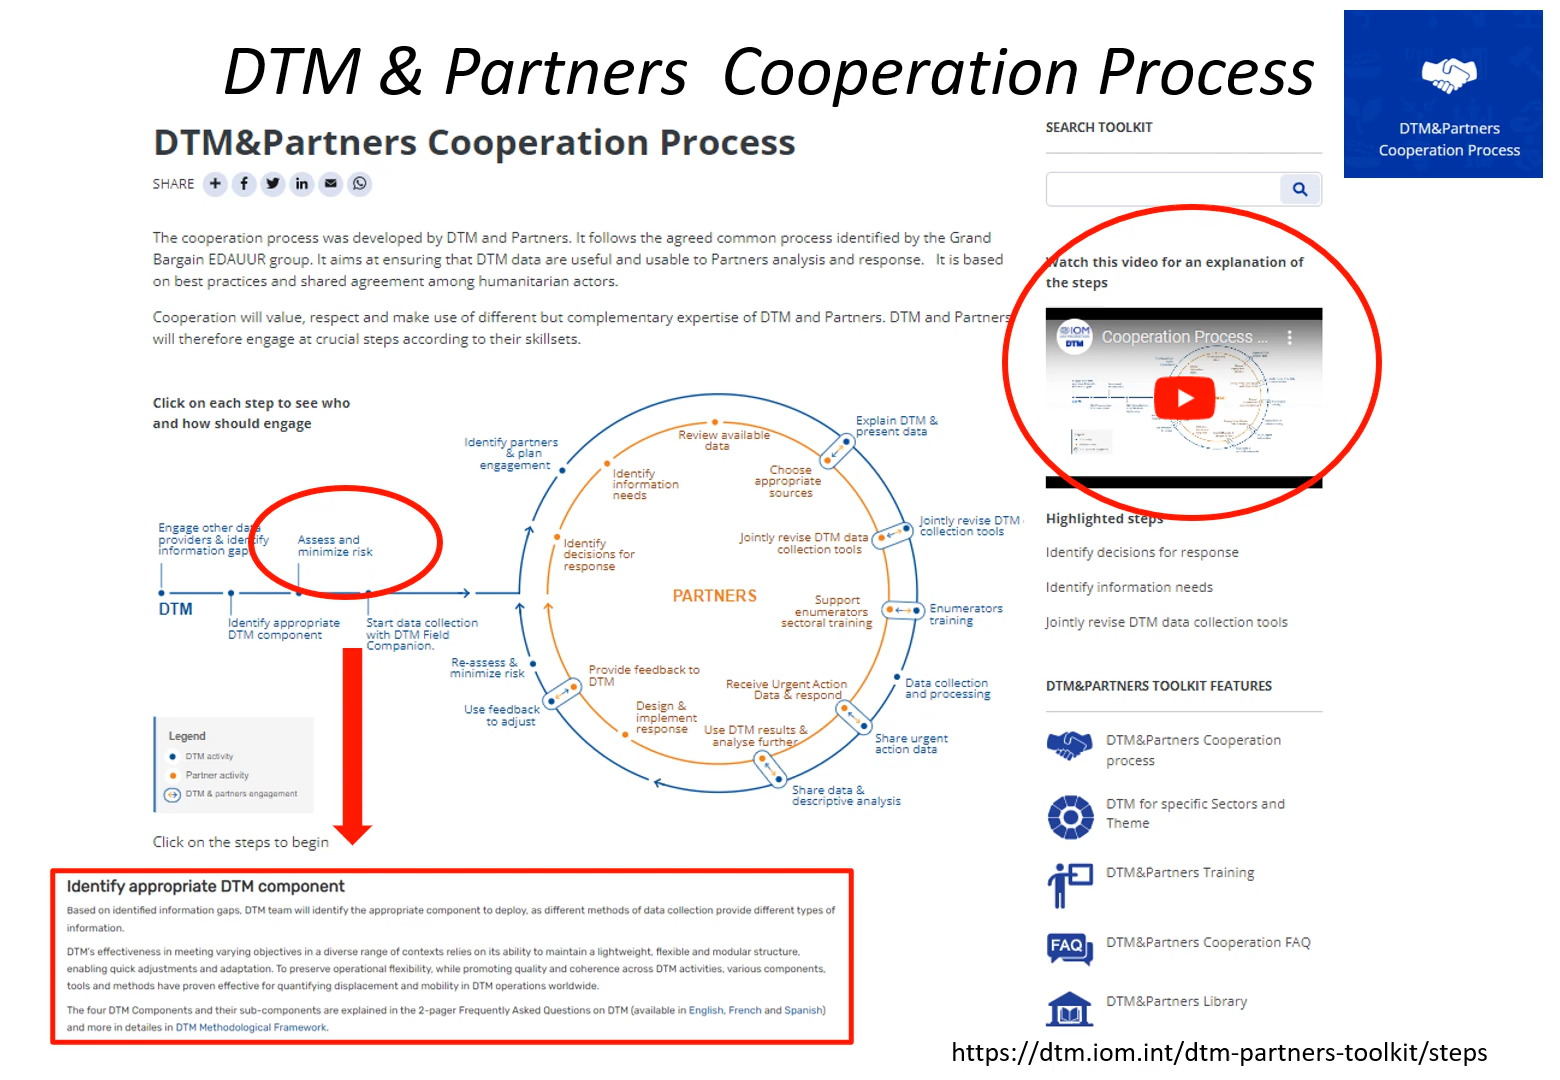 DTM & Partners Cooperation Process
DTM&Partners
Cooperation Process
DTM&Partners Cooperation Process
SHARE
The cooperation process was developed by DTM and Partners. It follows the agreed common process identified by the Grand
Bargain EDAUUR group. It aims at ensuring that DTM data are useful and usable to Partners analysis and response. It is based
on best practices and shared agreement among humanitarian actors.
Cooperation will value, respect and make use of different but complementary expertise of DTM and Partners. DTM and Partners
will therefore engage at crucial steps according to their skillsets.
Click on each step to see who
and how should engage
Engage other data
providers & identify
information gap
Assess and
minimize risk
DTM
Identify appropriate
DTM component
Start data collection
with DTM Field
Companion.
Identify partners
& plan
engagement
Review available
data
Identify
information
needs
Choose
appropriate
sources
Explain DTM &
present data
Identify
decisions for
response
Jointly revise DTM data
collection tools
Jointly revise DTM
collection tools
PARTNERS
Support
enumerators
sectoral training
Enumerators
training
Re-assess &
minimize risk
Provide feedback to
DTM
Receive Urgent Action
Data & respond
Data collection
and processing
Use feedback
to adjust
Design &
implement
response
Use DTM results &
analyse further
Share urgent
action data
Share data &
descriptive analysis
Legend
DTM activity
Partner activity
DTM & partners engagement
Click on the steps to begin
Identify appropriate DTM component
Based on identified information gaps, DTM team will identify the appropriate component to deploy, as different methods of data collection provide different types of
information.
DTM's effectiveness in meeting varying objectives in a diverse range of contexts relies on its ability to maintain a lightweight, flexible and modular structure,
enabling quick adjustments and adaptation. To preserve operational flexibility, while promoting quality and coherence across DTM activities, various components,
tools and methods have proven effective for quantifying displacement and mobility in DTM operations worldwide.
The four DTM Components and their sub-components are explained in the 2-pager Frequently Asked Questions on DTM (available in English, French and Spanish)
and more in detailes in DTM Methodological Framework.
SEARCH TOOLKIT
Watch this video for an explanation of
the steps
IOM
DTM
Cooperation Process ...
Highlighted steps
Identify decisions for response
Identify information needs
Jointly revise DTM data collection tools
DTM&PARTNERS TOOLKIT FEATURES
DTM&Partners Cooperation
process
DTM for specific Sectors and
Theme
DTM&Partners Training
FAQ
DTM&Partners Cooperation FAQ
DTM&Partners Library
https://dtm.iom.int/dtm-partners-toolkit/steps